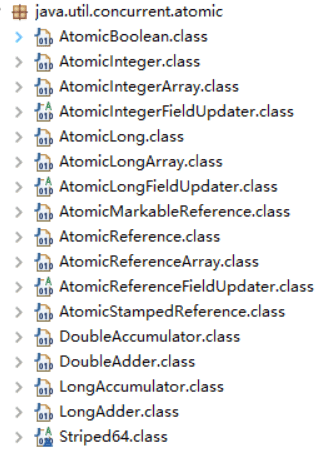 java.util.concurrent.atomic
AtomicBoolean.class
AtomicInteger.class
AtomicIntegerArray.class
AtomicIntegerFieldUpdater.class
AtomicLong.class
AtomicLongArray.class
AtomicLongFieldUpdater.class
AtomicMarkableReference.class
AtomicReference.class
AtomicReferenceArray.class
AtomicReferenceFieldUpdater.class
AtomicStampedReference.class
DoubleAccumulator.class
DoubleAdder.class
LongAccumulator.class
LongAdder.class
Striped64.class